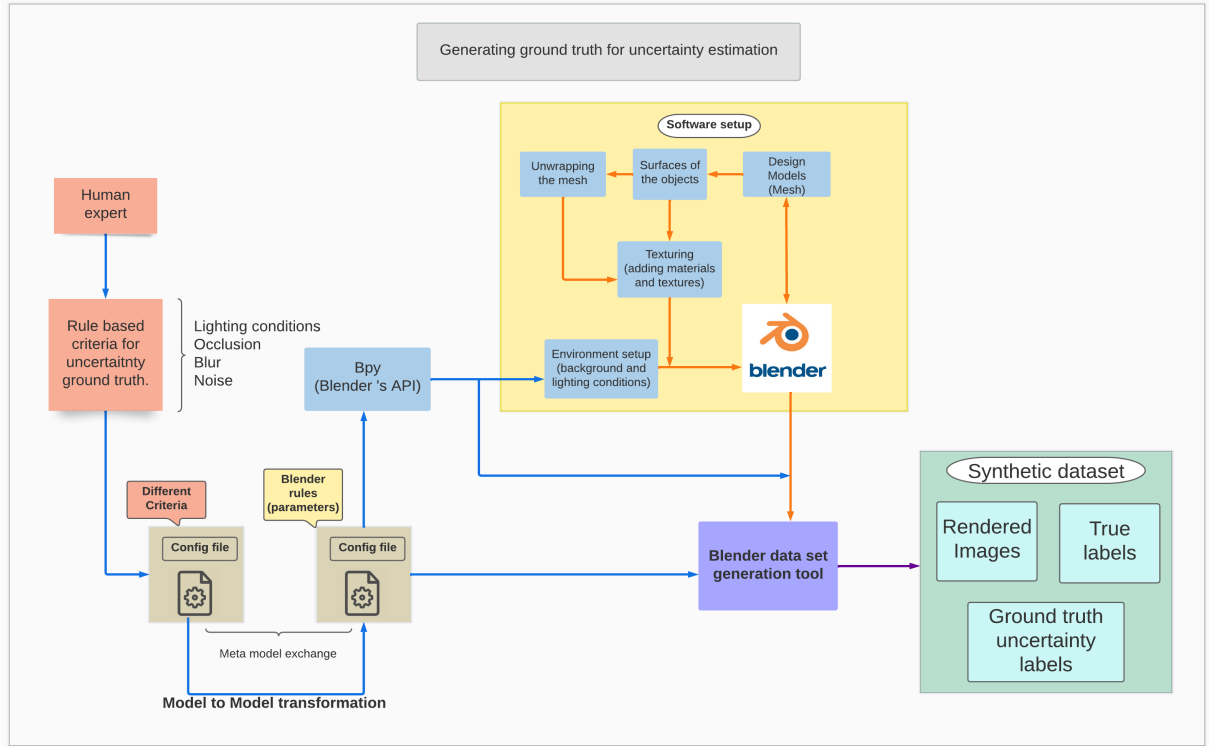 Generating ground truth for uncertainty estimation
Software setup
Unwrapping
the mesh
Surfaces of
the objects
Design
Models
(Mesh)
Texturing
(adding materials
and textures)
Environment setup
(background and
lighting conditions)
blender
Human
expert
Rule based
criteria for
uncertaintny
ground truth.
Lighting conditions
Occlusion
Blur
Noise
Bpy
(Blender 's API)
Different
Criteria
Config file
Blender
rules
(parameters)
Config file
Meta model exchange
Model to Model transformation
Blender data set
generation tool
Synthetic dataset
Rendered
Images
True
labels
Ground truth
uncertainty
labels